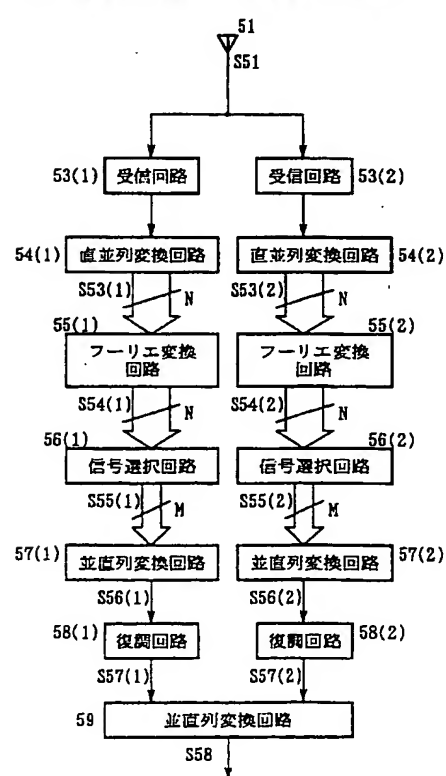 51
S51
53(1) 受信回路 受信回路 53(2)
54(1) 直並列変換回路 直並列変換回路 54(2)
S53(1) N S53(2) N
55(1) 55(2)
フーリエ変換 フーリエ変換
回路 回路
S54(1) N S54(2) N
56(1) 56(2)
信号選択回路 信号選択回路
S55(1) M S55(2) M
57(1) 並直列変換回路 並直列変換回路 57(2)
S56(1) S56(2)
58(1) 復調回路 復調回路 58(2)
S57(1) S57(2)
59 並直列変換回路
S58